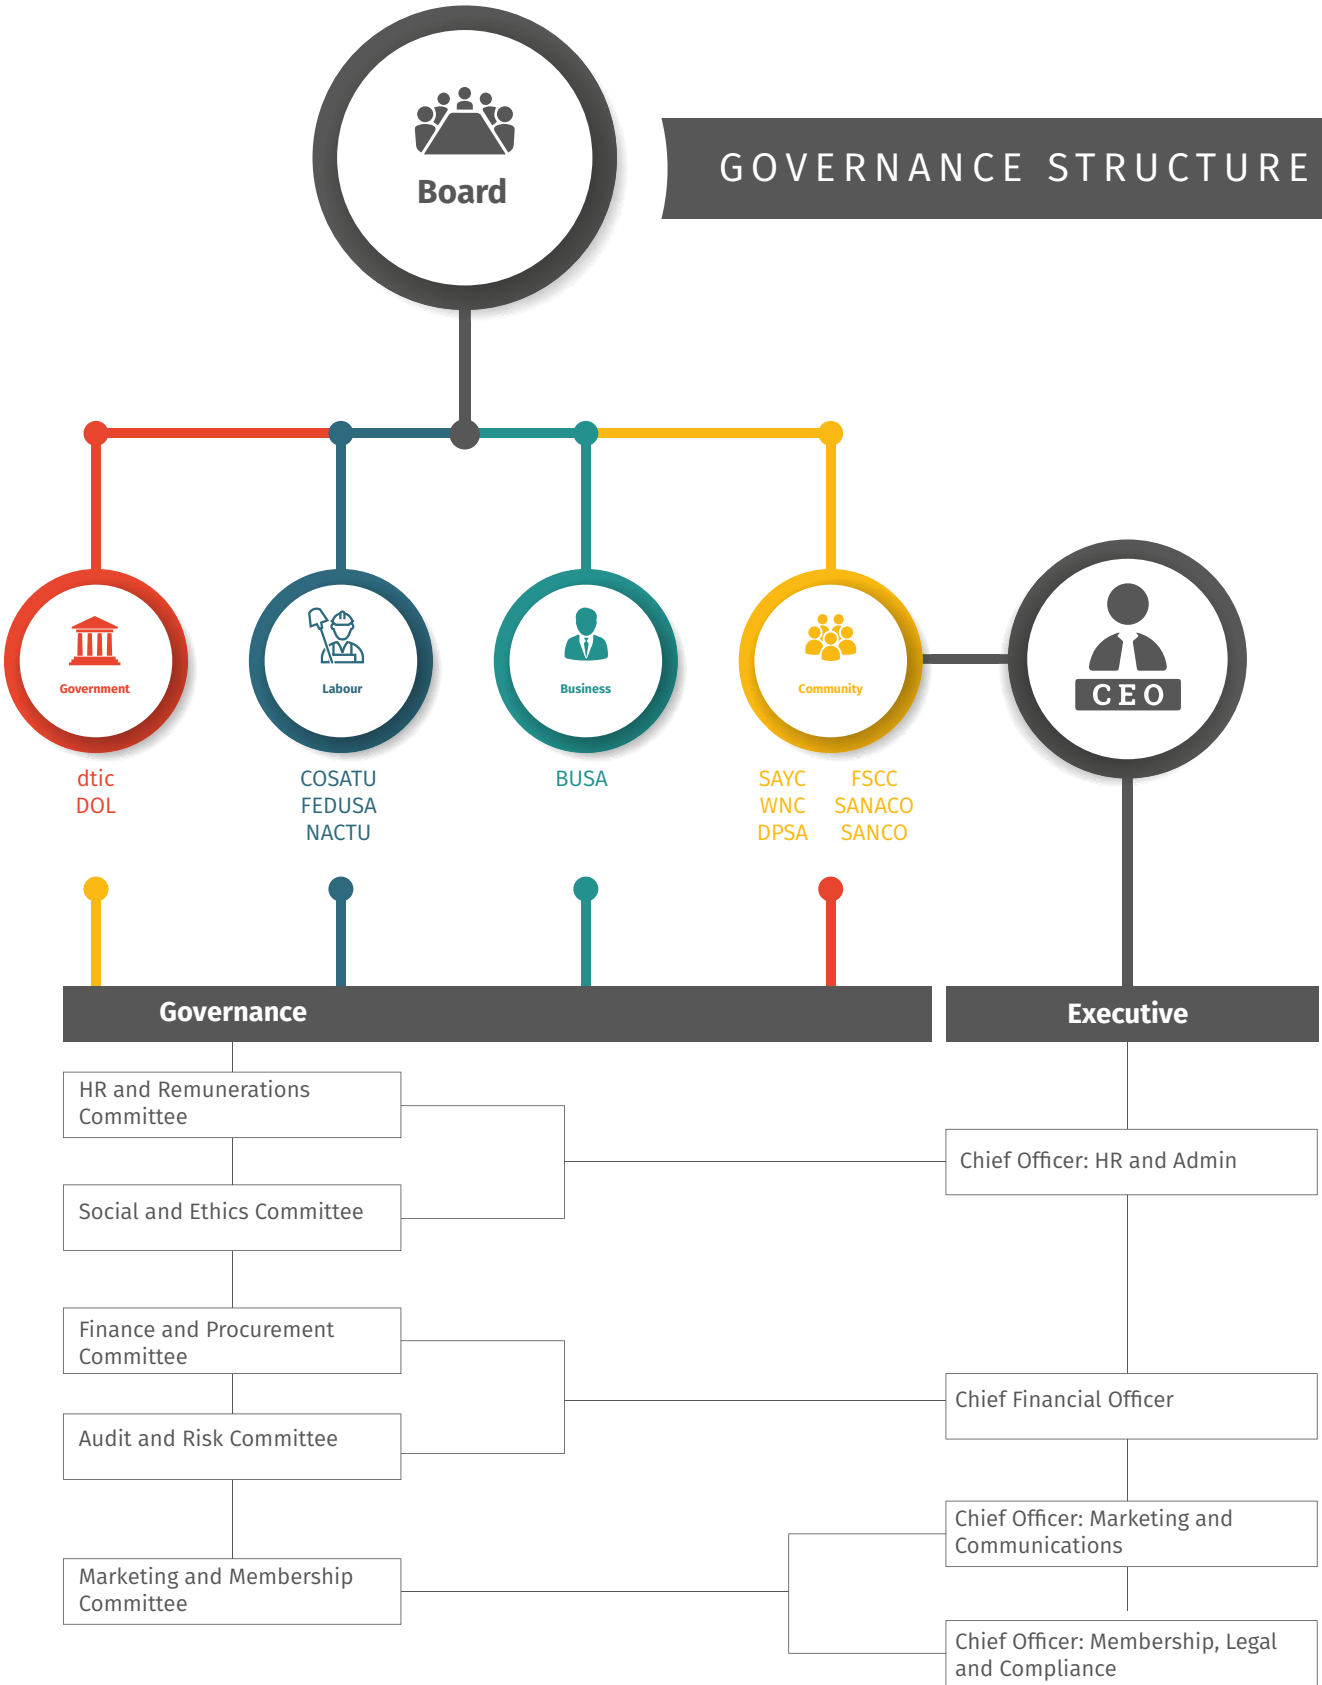 Board
GOVERNANCE STRUCTURE
Government
Labour
Business
Community
CEO
dtic
DOL
COSATU
FEDUSA
NACTU
BUSA
SAYC
WNC
DPSA
FSCC
SANACO
SANCO
Governance
Executive
HR and Remunerations
Committee
Chief Officer: HR and Admin
Social and Ethics Committee
Finance and Procurement
Committee
Chief Financial Officer
Audit and Risk Committee
Chief Officer: Marketing and
Communications
Marketing and Membership
Committee
Chief Officer: Membership, Legal
and Compliance